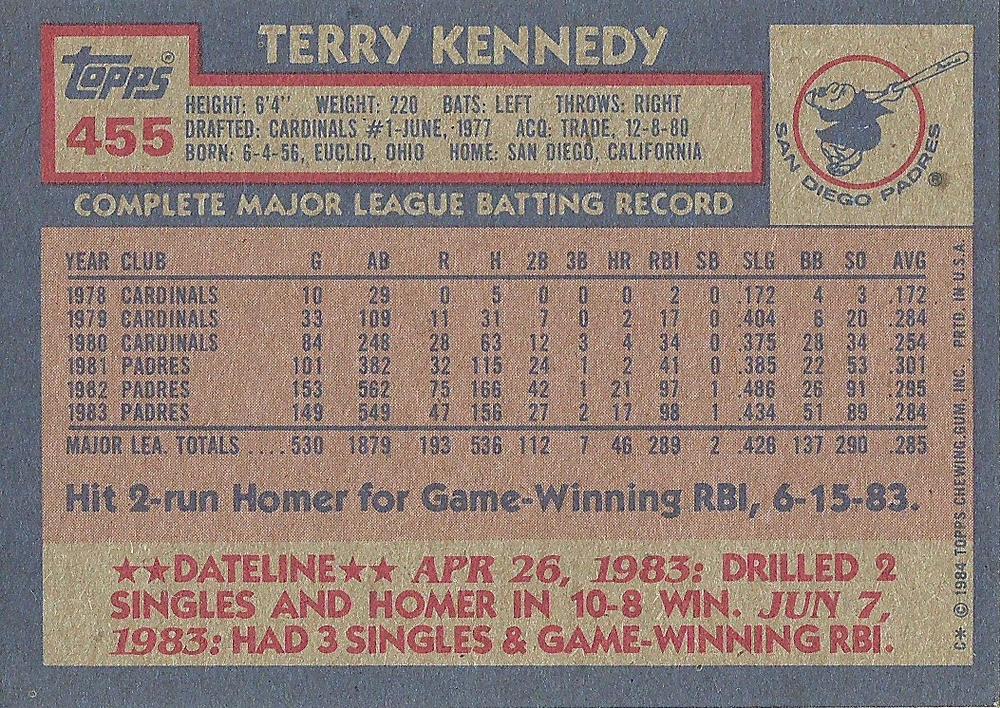 TERRY KENNEDY
topps®
455
HEIGHT: 6'4" WEIGHT: 220 BATS: LEFT THROWS: RIGHT
DRAFTED: CARDINALS #1-JUNE, 1977 ACQ: TRADE, 12-8-80
BORN: 6-4-56, EUCLID, OHIO HOME: SAN DIEGO, CALIFORNIA
SAN DIEGO PADRES ®
COMPLETE MAJOR LEAGUE BATTING RECORD
YEAR CLUB G AB R H 2B 3B HR RBI SB SLG BB SO AVG
1978 CARDINALS 10 29 0 5 0 0 0 2 0 .172 4 3 .172
1979 CARDINALS 33 109 11 31 7 0 2 17 0 .404 6 20 .284
1980 CARDINALS 84 248 28 63 12 3 4 34 0 .375 28 34 .254
1981 PADRES 101 382 32 115 24 1 2 41 0 .385 22 53 .301
1982 PADRES 153 562 75 166 42 1 21 97 1 .486 26 91 .295
1983 PADRES 149 549 47 156 27 2 17 98 1 .434 51 89 .284
MAJOR LEA. TOTALS .... 530 1879 193 536 112 7 46 289 2 .426 137 290 .285
Hit 2-run Homer for Game-Winning RBI, 6-15-83.
★★DATELINE★★ APR 26, 1983: DRILLED 2
SINGLES AND HOMER IN 10-8 WIN. JUN 7,
1983: HAD 3 SINGLES & GAME-WINNING RBI.
C* © 1984 TOPPS CHEWING GUM, INC. PRTD. IN U.S.A.